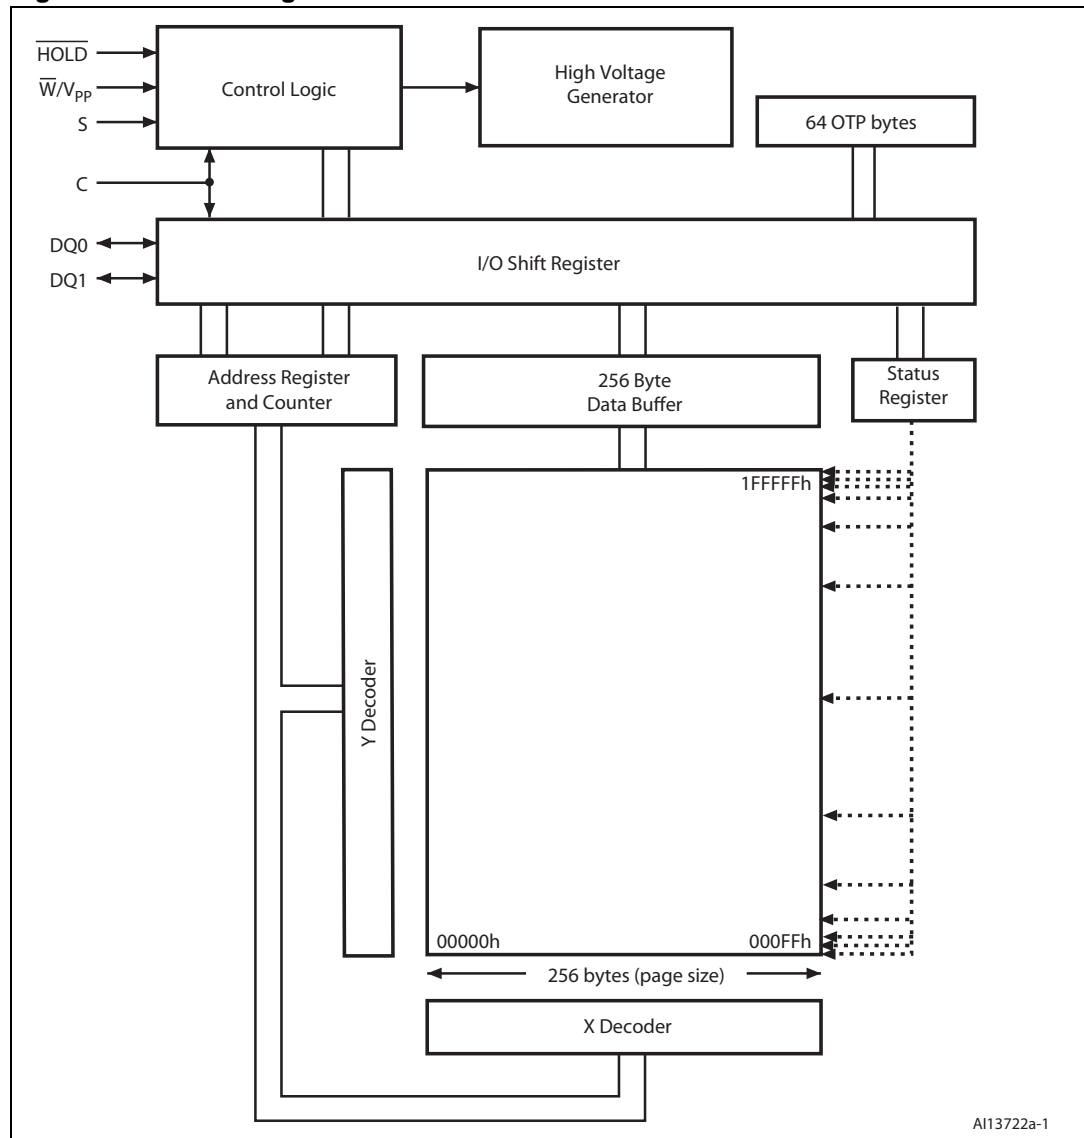 HOLD
W/VPP
S
C
DQ0
DQ1
Control Logic
High Voltage
Generator
64 OTP bytes
I/O Shift Register
Address Register
and Counter
256 Byte
Data Buffer
Status
Register
1FFFFFh
Y Decoder
00000h
000FFh
256 bytes (page size)
X Decoder
AI13722a-1